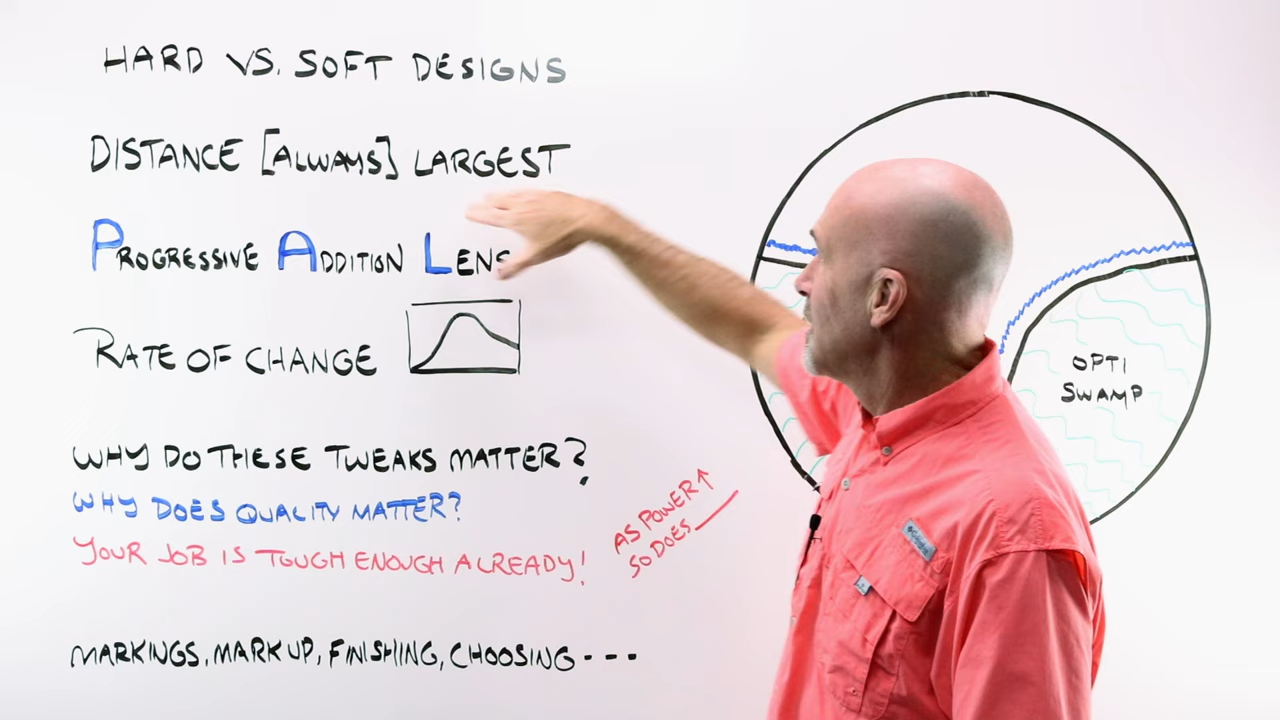 HARD VS. SOFT DESIGNS
DISTANCE [ALWAYS] LARGEST
PROGRESSIVE ADDITION LENS
RATE OF CHANGE
WHY DO THESE TWEAKS MATTER?
WHY DOES QUALITY MATTER?
YOUR JOB IS TOUGH ENOUGH ALREADY!
MARKINGS, MARK UP, FINISHING, CHOOSING - - -
AS POWER↑
SO DOES __
OPTI
SWAMP
Columbia